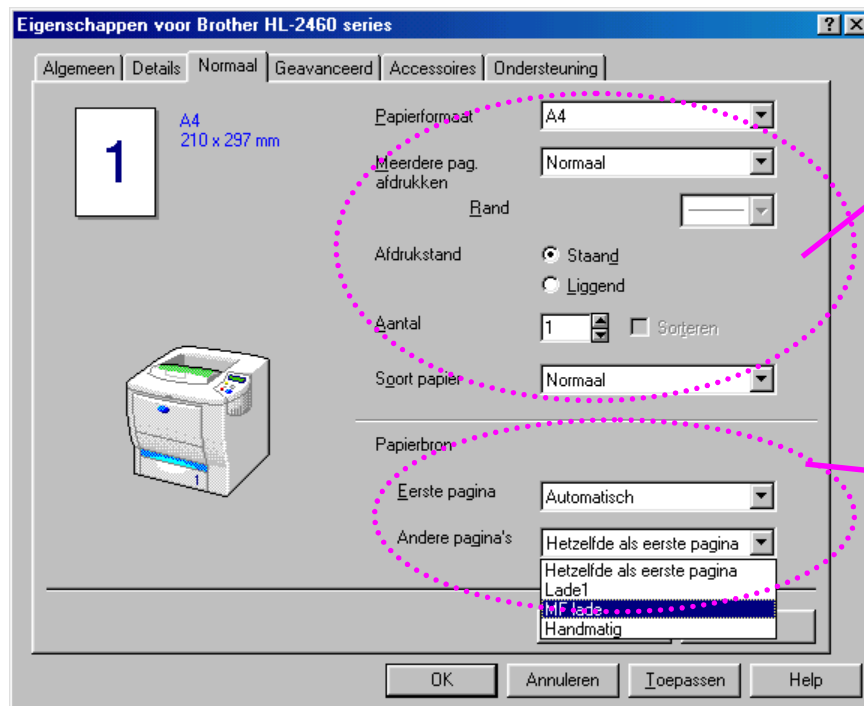 Eigenschappen voor Brother HL-2460 series
Algemeen Details Normaal Geavanceerd Accessoires Ondersteuning
1
A4
210 x 297 mm
Papierformaat A4
Meerdere pag. afdrukken Normaal
Rand
Afdrukstand Staand
Liggend
Aantal 1 Sorteren
Soort papier Normaal
1
Papierbron
Eerste pagina Automatisch
Andere pagina's Hetzelfde als eerste pagina
Hetzelfde als eerste pagina
Lade1
MF lade
Handmatig
OK Annuleren Toepassen Help